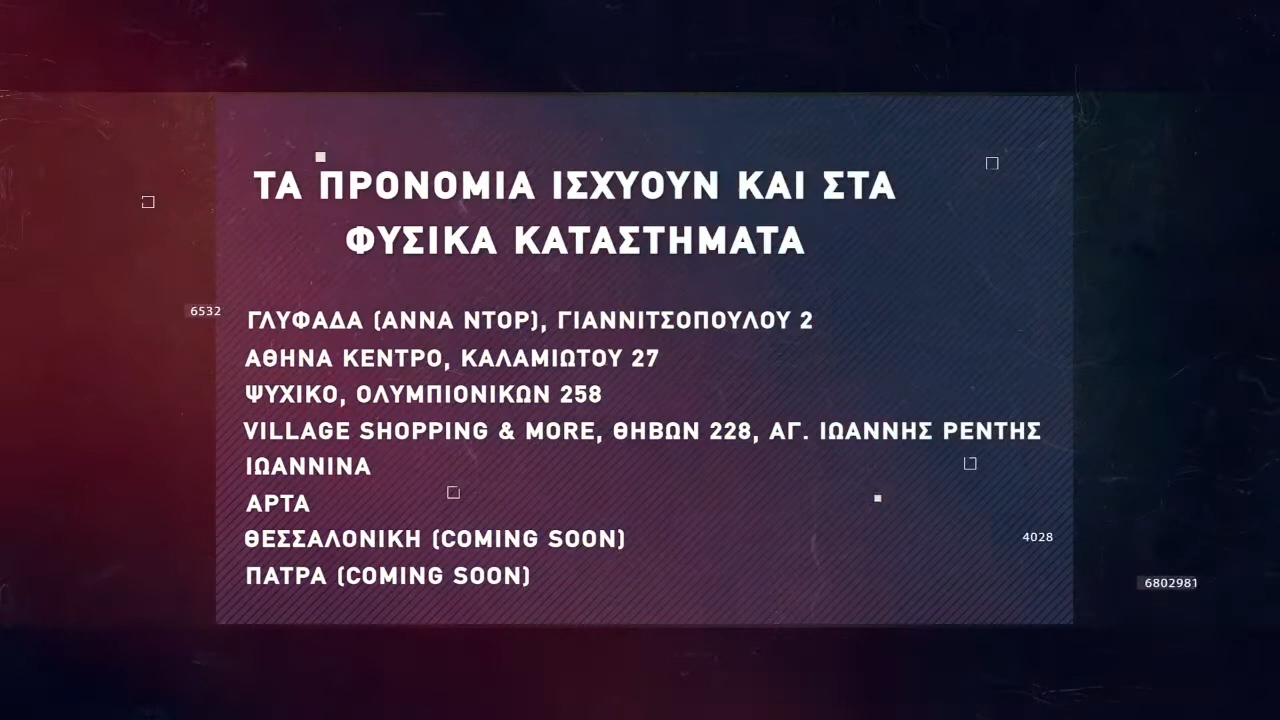 ΤΑ ΠΡΟΝΟΜΙΑ ΙΣΧΥΟΥΝ ΚΑΙ ΣΤΑ
ΦΥΣΙΚΑ ΚΑΤΑΣΤΗΜΑΤΑ
6532
ΓΛΥΦΑΔΑ (ΑΝΝΑ ΝΤΟΡ), ΓΙΑΝΝΙΤΣΟΠΟΥΛΟΥ 2
ΑΘΗΝΑ ΚΕΝΤΡΟ, ΚΑΛΑΜΙΩΤΟΥ 27
ΨΥΧΙΚΟ, ΟΛΥΜΠΙΟΝΙΚΩΝ 258
VILLAGE SHOPPING & MORE, ΘΗΒΩΝ 228, ΑΓ. ΙΩΑΝΝΗΣ ΡΕΝΤΗΣ
ΙΩΑΝΝΙΝΑ
ΑΡΤΑ
ΘΕΣΣΑΛΟΝΙΚΗ (COMING SOON)
4028
ΠΑΤΡΑ (COMING SOON)
6802981